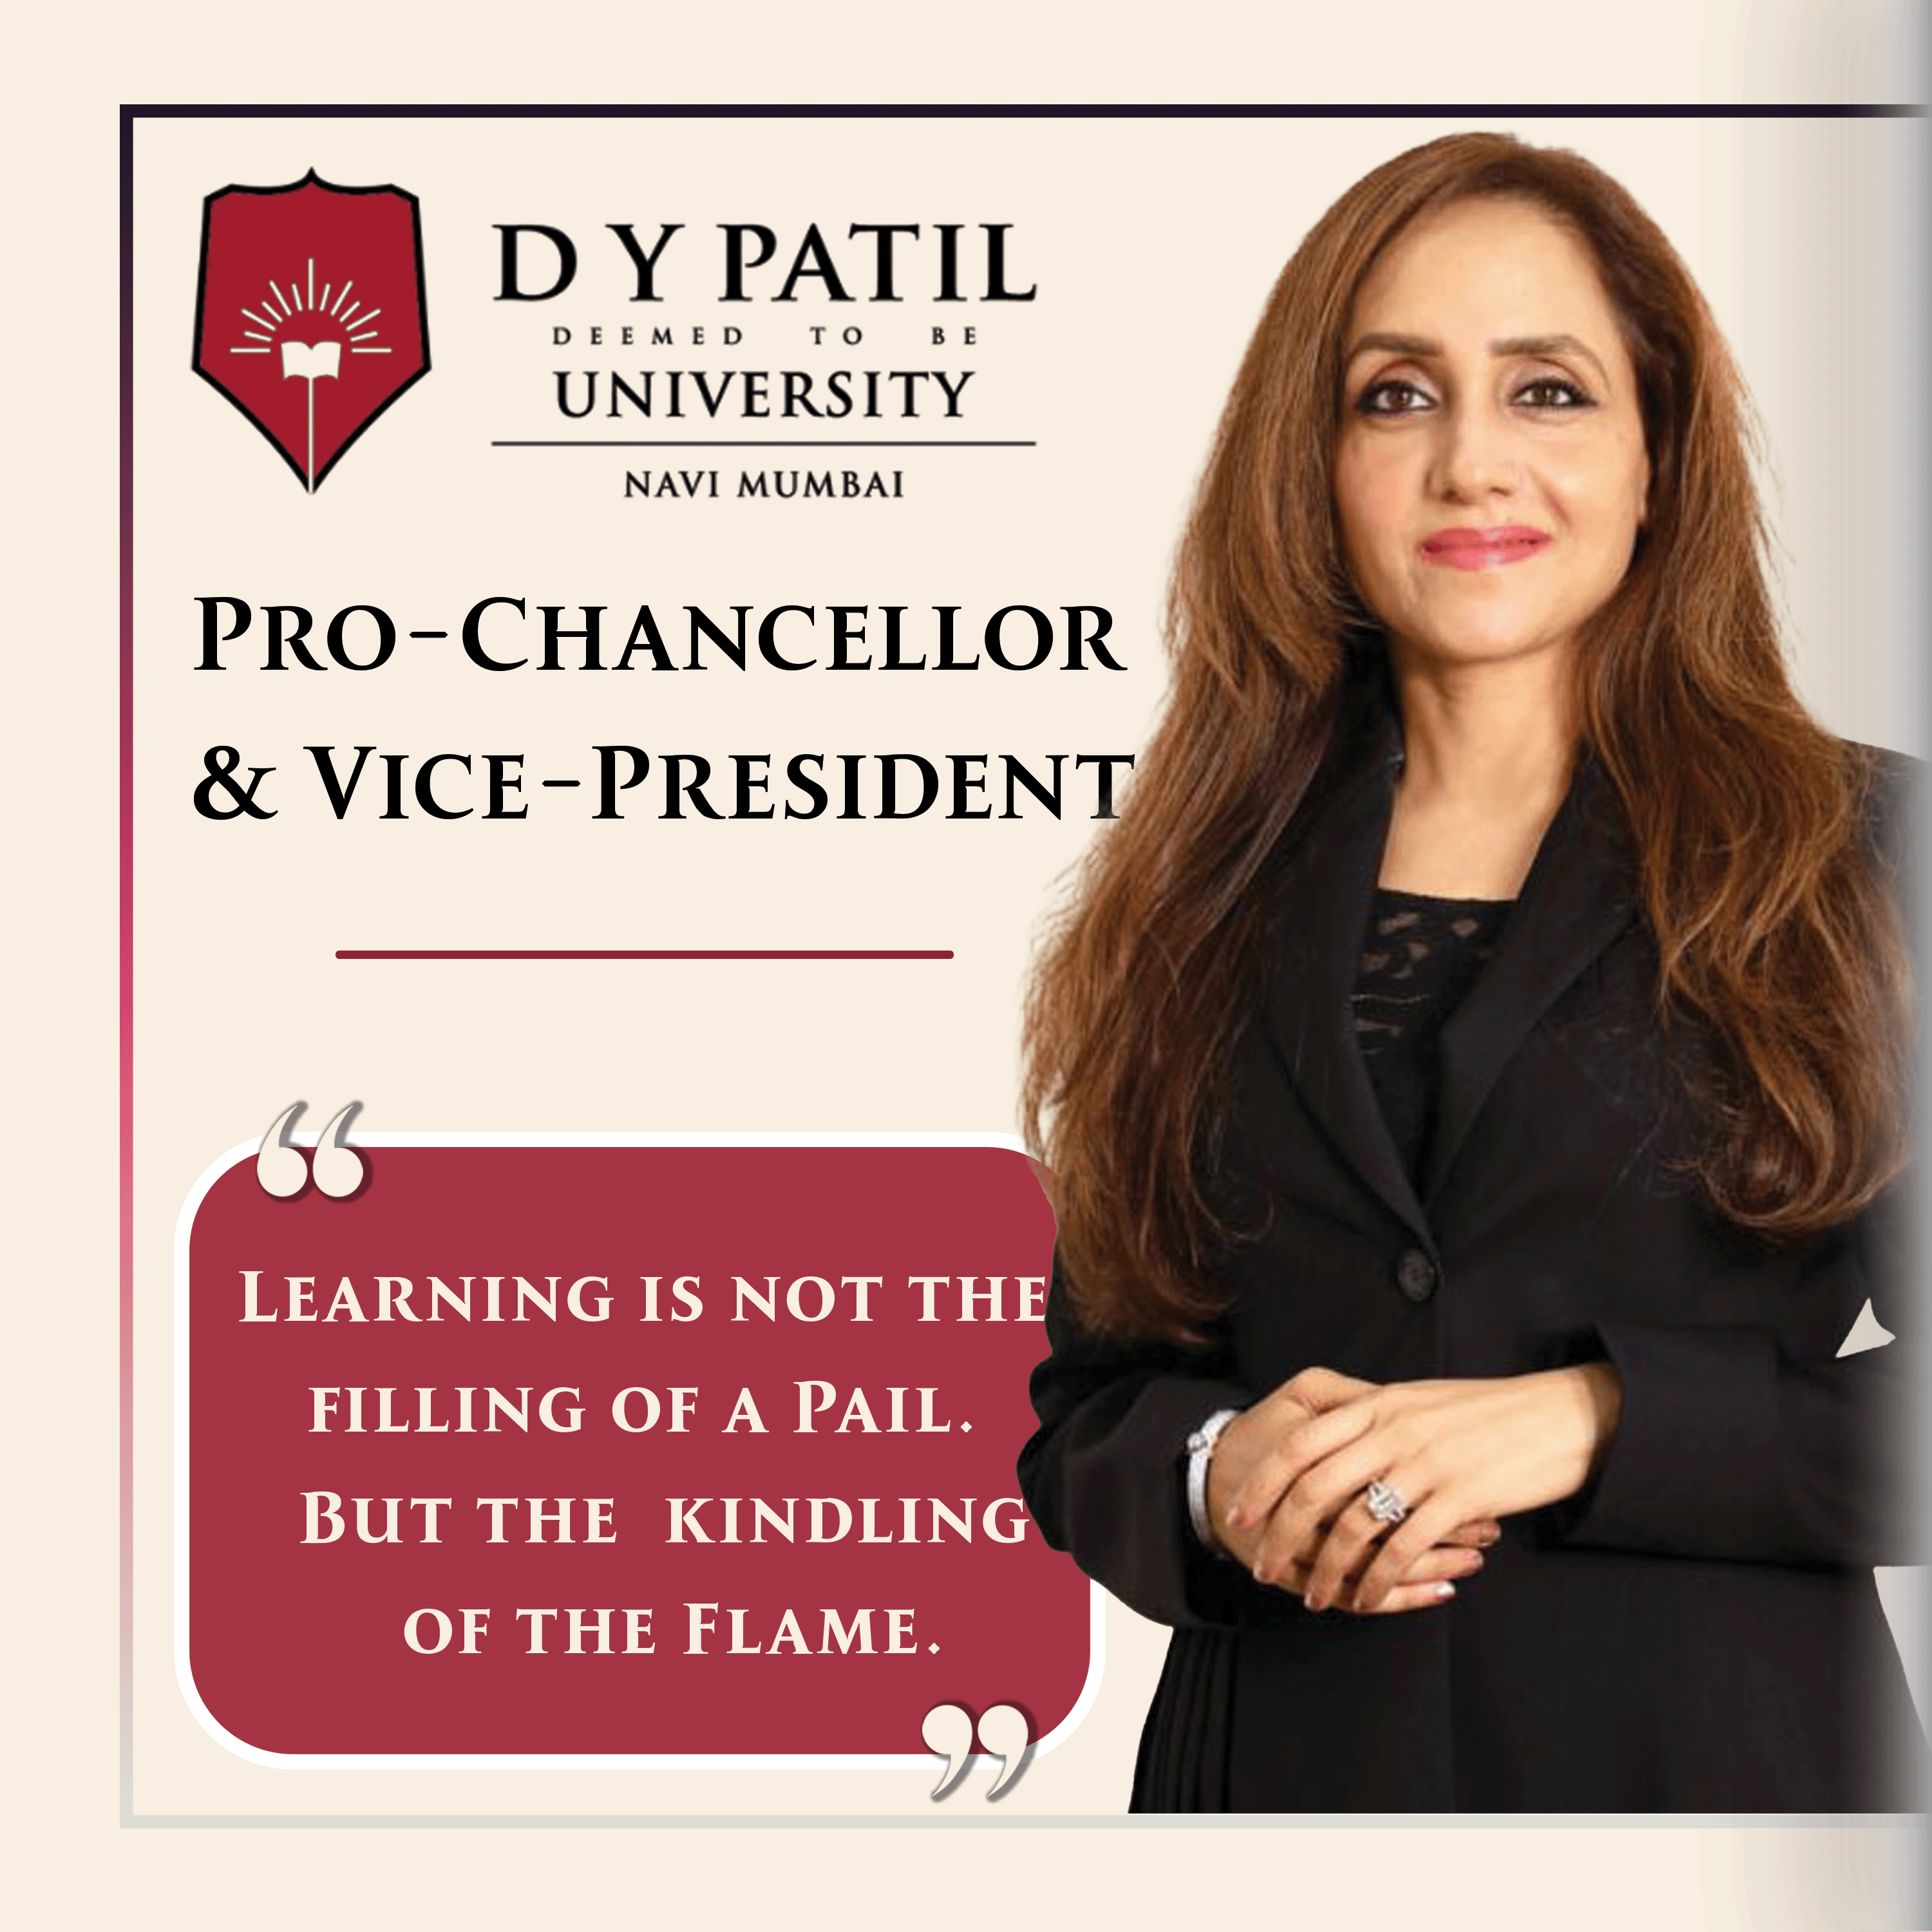 D Y PATIL
DEEMED TO BE
UNIVERSITY
NAVI MUMBAI
PRO-CHANCELLOR
& VICE-PRESIDENT
“
LEARNING IS NOT THE
FILLING OF A PAIL.
BUT THE KINDLING
OF THE FLAME.
”